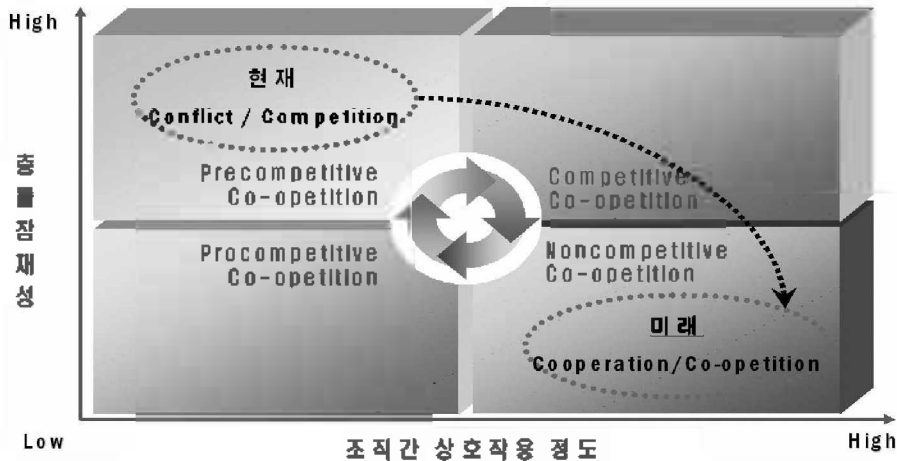 High
현재
Conflict / Competition
충돌잠재성
Precompetitive
Co-opetition
Competitive
Co-opetition
Procompetitive
Co-opetition
Noncompetitive
Co-opetition
미래
Cooperation/Co-opetition
Low
조직간 상호작용 정도
High